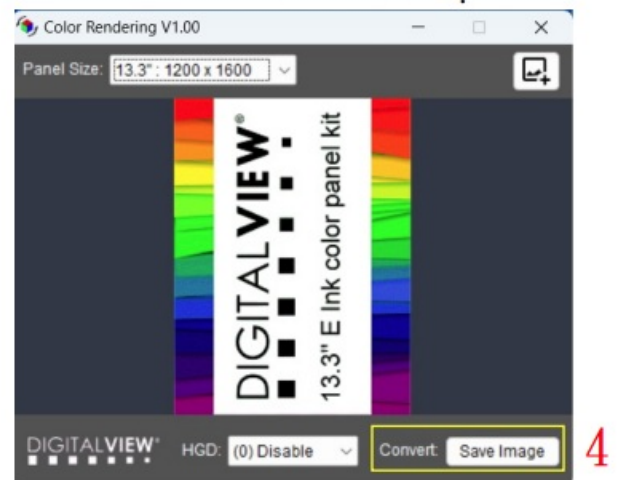 Color Rendering V1.00
Panel Size: 13.3" : 1200 x 1600
DIGITALVIEW®
13.3" E Ink color panel kit
DIGITALVIEW® HGD: (0) Disable Convert: Save Image 4